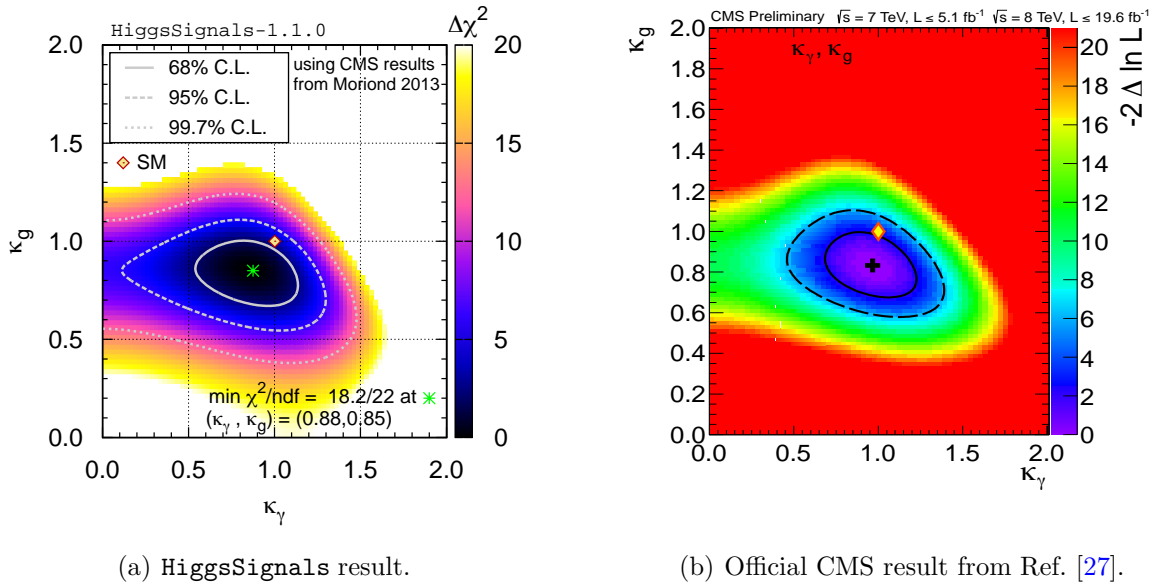 HiggsSignals-1.1.0
Δχ²
κg
2.0
1.5
1.0
0.5
0.0
68% C.L.
95% C.L.
99.7% C.L.
SM
using CMS results
from Moriond 2013
min χ²/ndf = 18.2/22 at
(κγ , κg) = (0.88,0.85)
0.0 0.5 1.0 1.5 2.0
κγ
20
15
10
5
0
(a) HiggsSignals result.
CMS Preliminary √s = 7 TeV, L ≤ 5.1 fb⁻¹ √s = 8 TeV, L ≤ 19.6 fb⁻¹
κg
2.0
1.8
1.6
1.4
1.2
1.0
0.8
0.6
0.4
0.2
0.0
κγ, κg
0.0 0.5 1.0 1.5 2.0
κγ
20
18
16
14
12
10
8
6
4
2
0
-2 Δ ln L
(b) Official CMS result from Ref. [27].